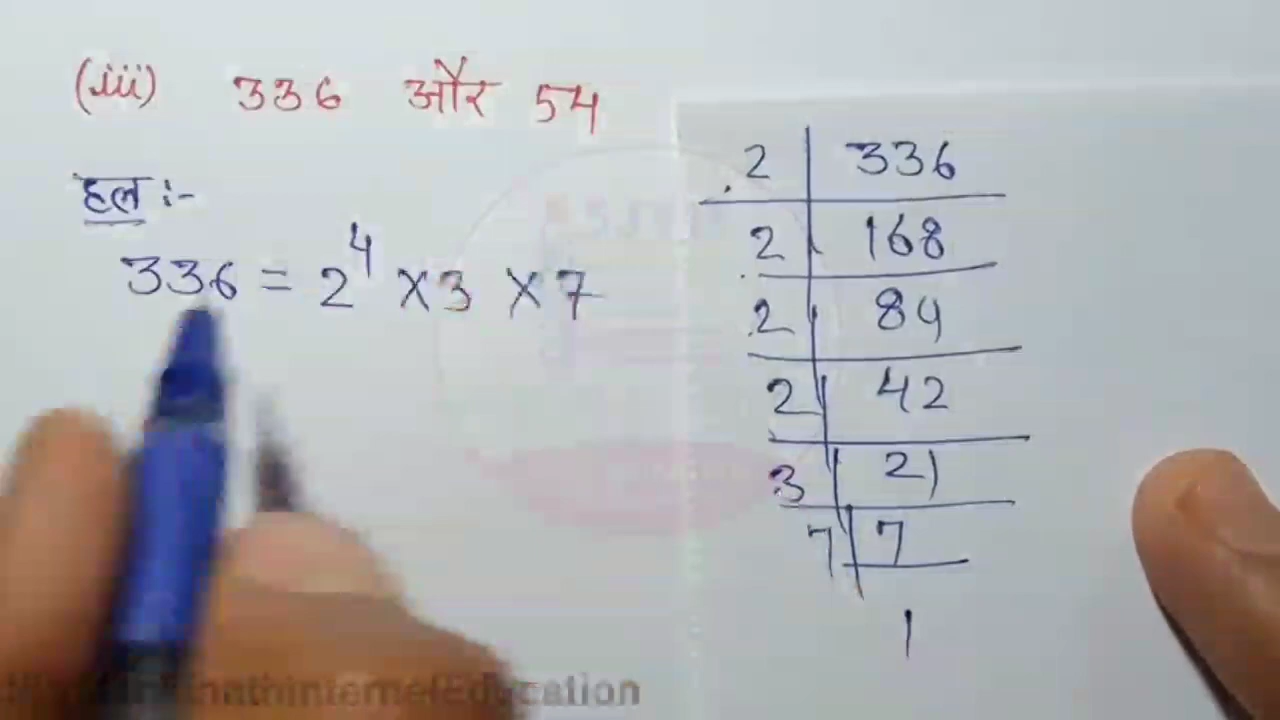 (iii) 336 और 54
हल :-
336 = 2⁴ × 3 × 7
2 | 336
2 | 168
2 | 84
2 | 42
3 | 21
7 | 7
1
Education